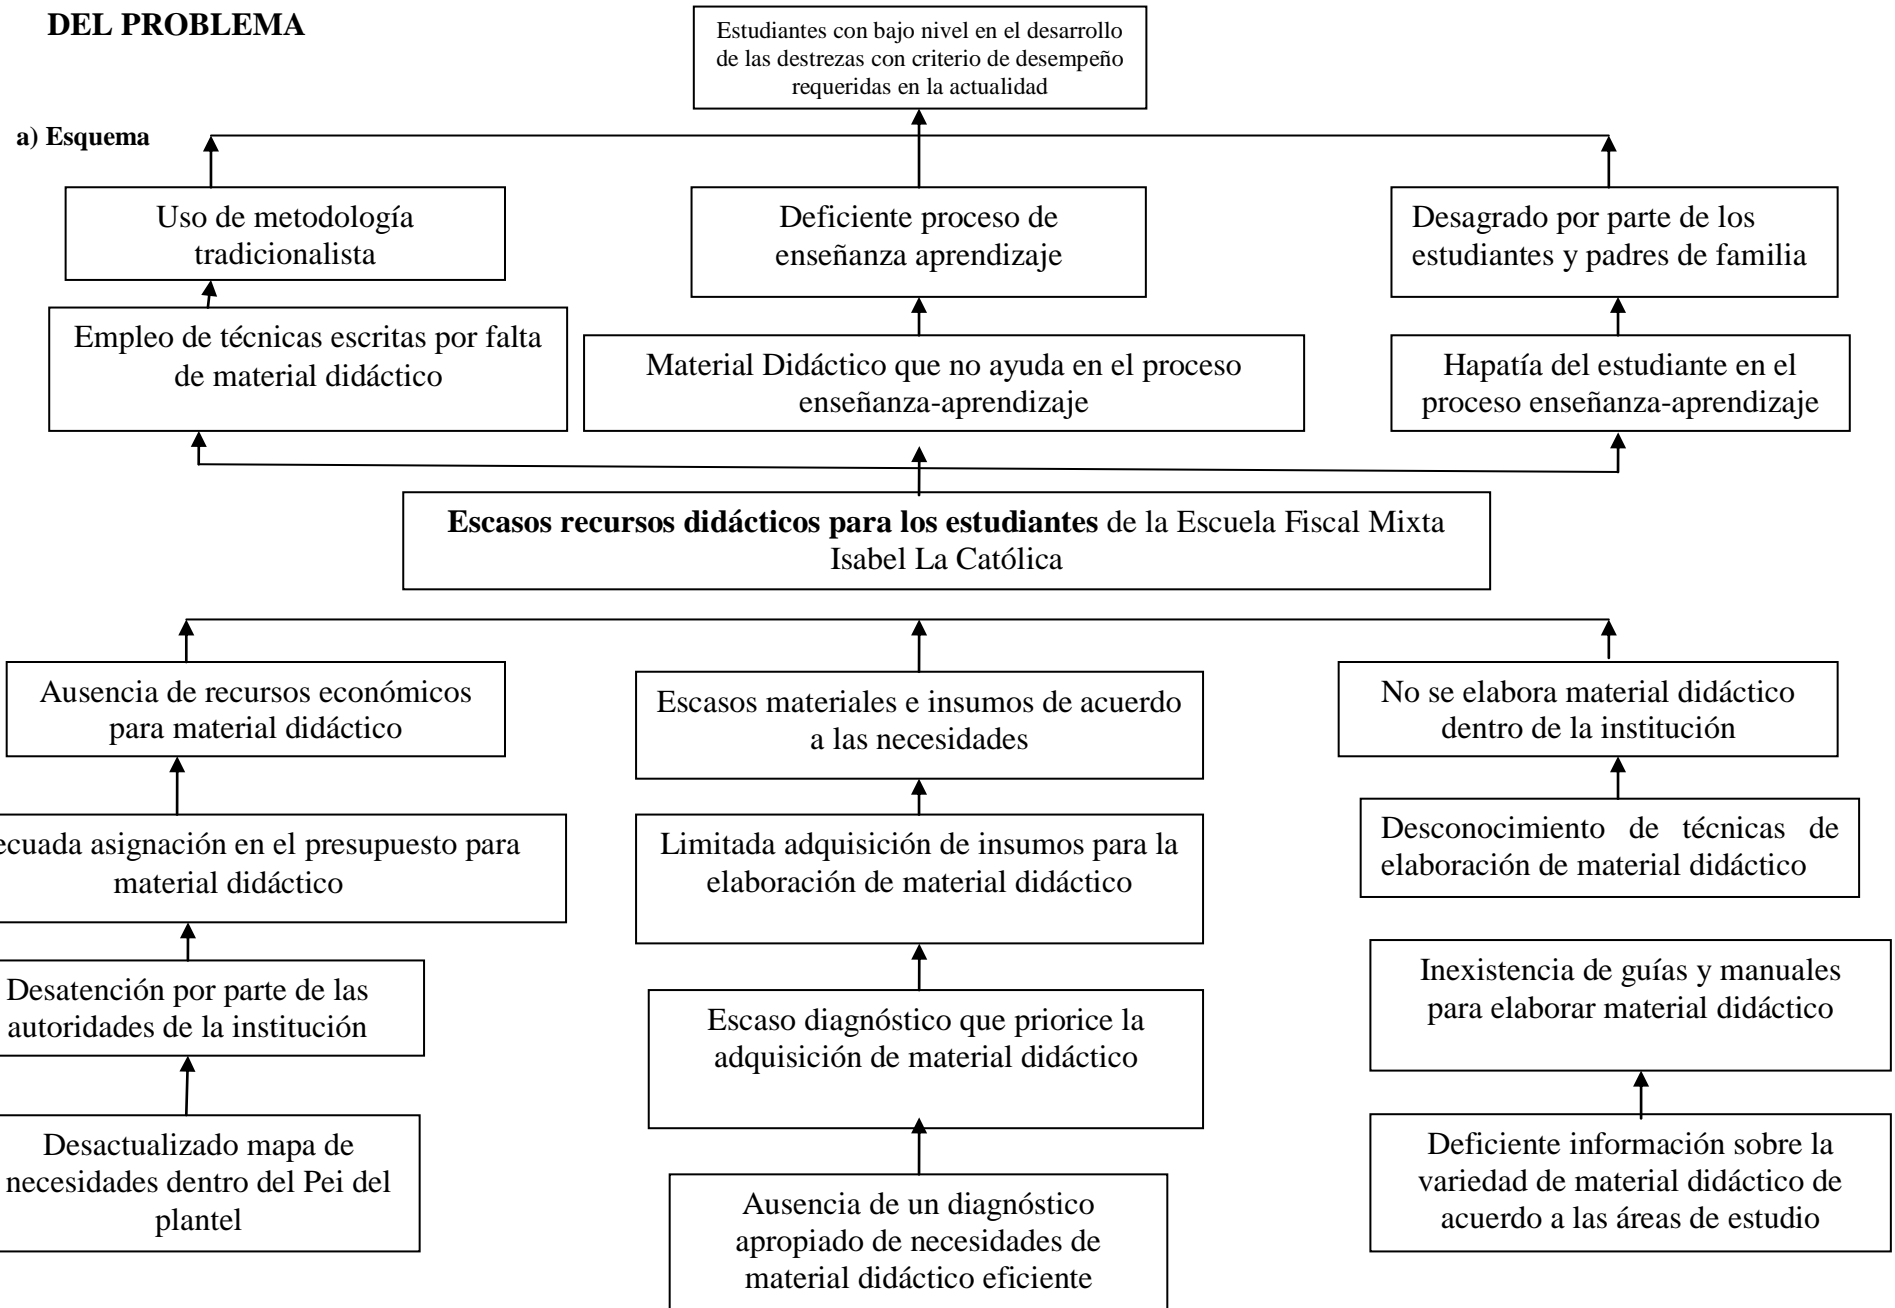 DEL PROBLEMA
Estudiantes con bajo nivel en el desarrollo
de las destrezas con criterio de desempeño
requeridas en la actualidad
a) Esquema
Uso de metodología
tradicionalista
Deficiente proceso de
enseñanza aprendizaje
Desagrado por parte de los
estudiantes y padres de familia
Empleo de técnicas escritas por falta
de material didáctico
Material Didáctico que no ayuda en el proceso
enseñanza-aprendizaje
Hapatía del estudiante en el
proceso enseñanza-aprendizaje
Escasos recursos didácticos para los estudiantes de la Escuela Fiscal Mixta
Isabel La Católica
Ausencia de recursos económicos
para material didáctico
Escasos materiales e insumos de acuerdo
a las necesidades
No se elabora material didáctico
dentro de la institución
asignación en el presupuesto para
material didáctico
Limitada adquisición de insumos para la
elaboración de material didáctico
Desconocimiento de técnicas de
elaboración de material didáctico
Desatención por parte de las
autoridades de la institución
Escaso diagnóstico que priorice la
adquisición de material didáctico
Inexistencia de guías y manuales
para elaborar material didáctico
Desactualizado mapa de
necesidades dentro del Pei del
plantel
Ausencia de un diagnóstico
apropiado de necesidades de
material didáctico eficiente
Deficiente información sobre la
variedad de material didáctico de
acuerdo a las áreas de estudio